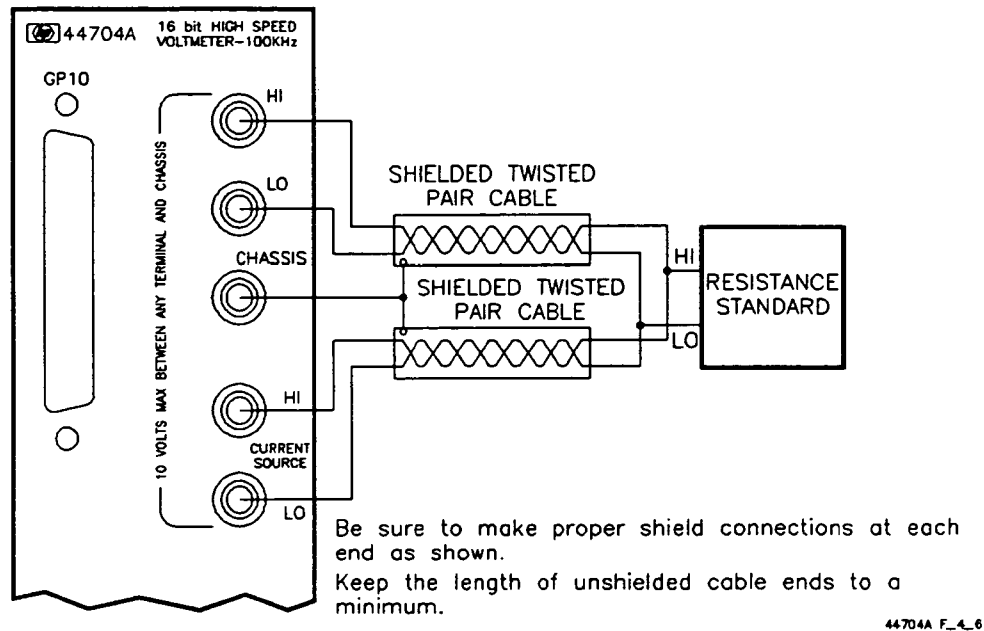 hp 44704A
16 bit HIGH SPEED
VOLTMETER-100KHz
GP10
10 VOLTS MAX BETWEEN ANY TERMINAL AND CHASSIS
HI
LO
CHASSIS
HI
CURRENT
SOURCE
LO
SHIELDED TWISTED
PAIR CABLE
SHIELDED TWISTED
PAIR CABLE
HI
LO
RESISTANCE
STANDARD
Be sure to make proper shield connections at each
end as shown.
Keep the length of unshielded cable ends to a
minimum.
44704A F_4_6